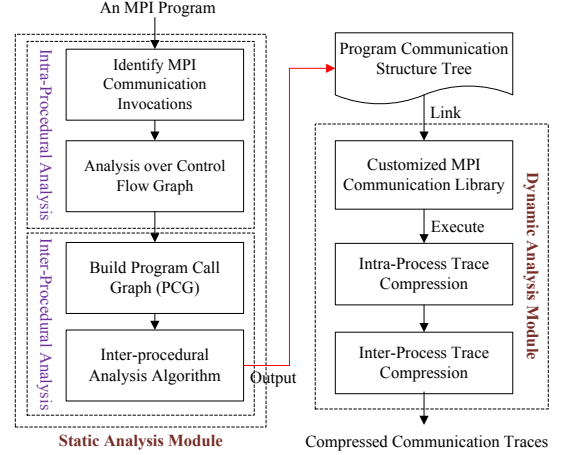 An MPI Program
Intra-Procedural Analysis
Identify MPI
Communication
Invocations
Analysis over Control
Flow Graph
Inter-Procedural Analysis
Build Program Call
Graph (PCG)
Inter-procedural
Analysis Algorithm
Output
Static Analysis Module
Program Communication
Structure Tree
Link
Customized MPI
Communication Library
Execute
Intra-Process Trace
Compression
Inter-Process Trace
Compression
Dynamic Analysis Module
Compressed Communication Traces